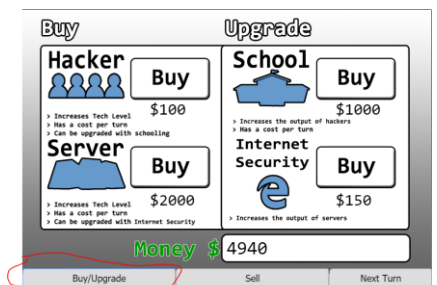 Buy
Upgrade
Hacker
Buy
$100
> Increases Tech Level
> Has a cost per turn
> Can be upgraded with schooling
School
Buy
$1000
> Increases the output of hackers
> Has a cost per turn
Server
Buy
$2000
> Increases Tech Level
> Has a cost per turn
> Can be upgraded with Internet Security
Internet
Security
Buy
$150
> Increases the output of servers
Money $ 4940
Buy/Upgrade
Sell
Next Turn